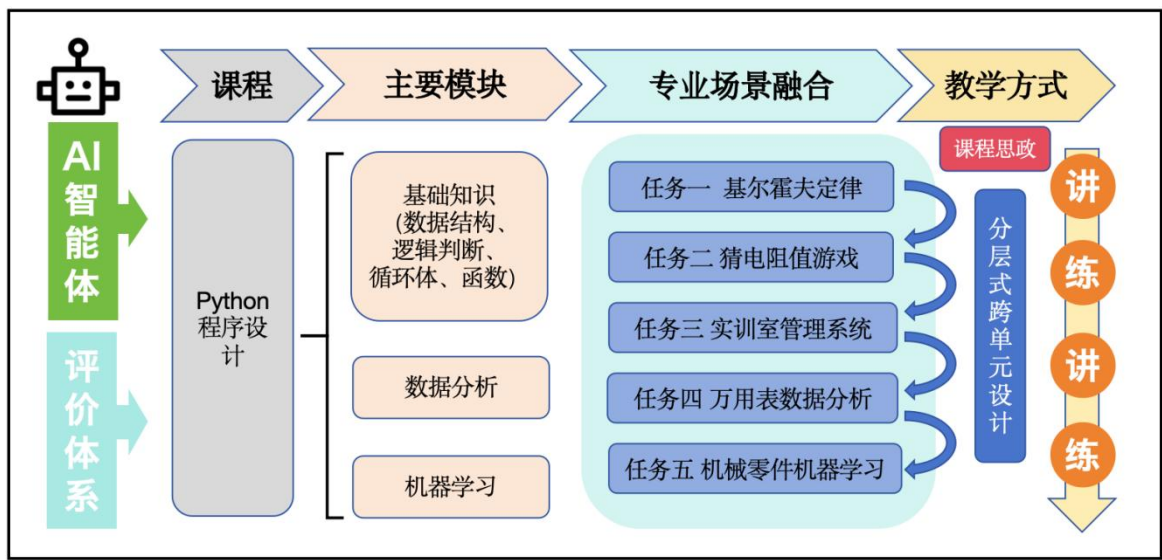 课程
主要模块
专业场景融合
教学方式
AI
智
能
体
评
价
体
系
Python
程序设
计
基础知识
(数据结构、
逻辑判断、
循环体、函数)
数据分析
机器学习
任务一 基尔霍夫定律
任务二 猜电阻值游戏
任务三 实训室管理系统
任务四 万用表数据分析
任务五 机械零件机器学习
课程思政
分层式跨单元设计
讲
练
讲
练